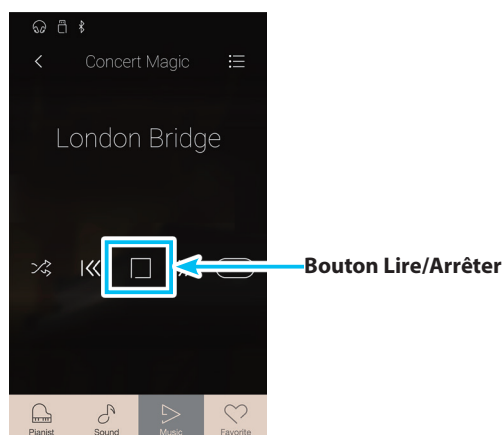 Concert Magic
London Bridge
Bouton Lire/Arrêter
Pianist Sound Music Favorite